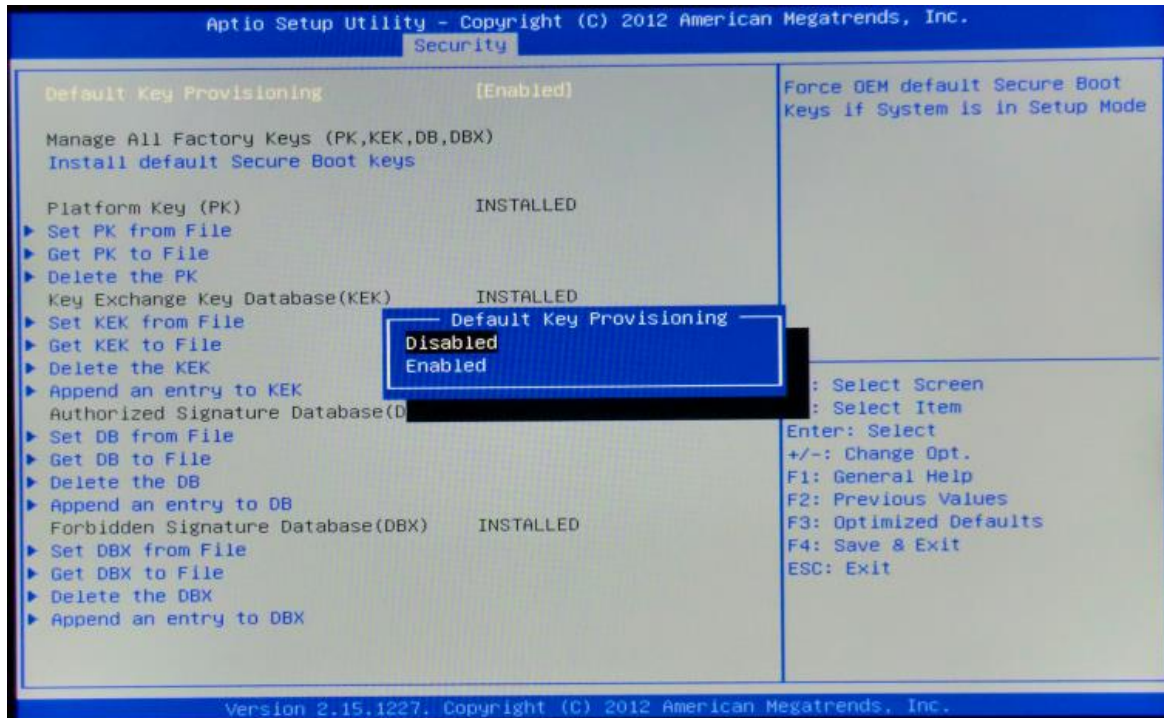 Aptio Setup Utility – Copyright (C) 2012 American Megatrends, Inc.
Security
Default Key Provisioning [Enabled]
Manage All Factory Keys (PK,KEK,DB,DBX)
Install default Secure Boot keys
Platform Key (PK) INSTALLED
Set PK from File
Get PK to File
Delete the PK
Key Exchange Key Database(KEK) INSTALLED
Set KEK from File
Get KEK to File
Delete the KEK
Append an entry to KEK
Authorized Signature Database(D
Set DB from File
Get DB to File
Delete the DB
Append an entry to DB
Forbidden Signature Database(DBX) INSTALLED
Set DBX from File
Get DBX to File
Delete the DBX
Append an entry to DBX
Default Key Provisioning
Disabled
Enabled
Force OEM default Secure Boot
Keys if System is in Setup Mode
: Select Screen
: Select Item
Enter: Select
+/-: Change Opt.
F1: General Help
F2: Previous Values
F3: Optimized Defaults
F4: Save & Exit
ESC: Exit
Version 2.15.1227. Copyright (C) 2012 American Megatrends, Inc.